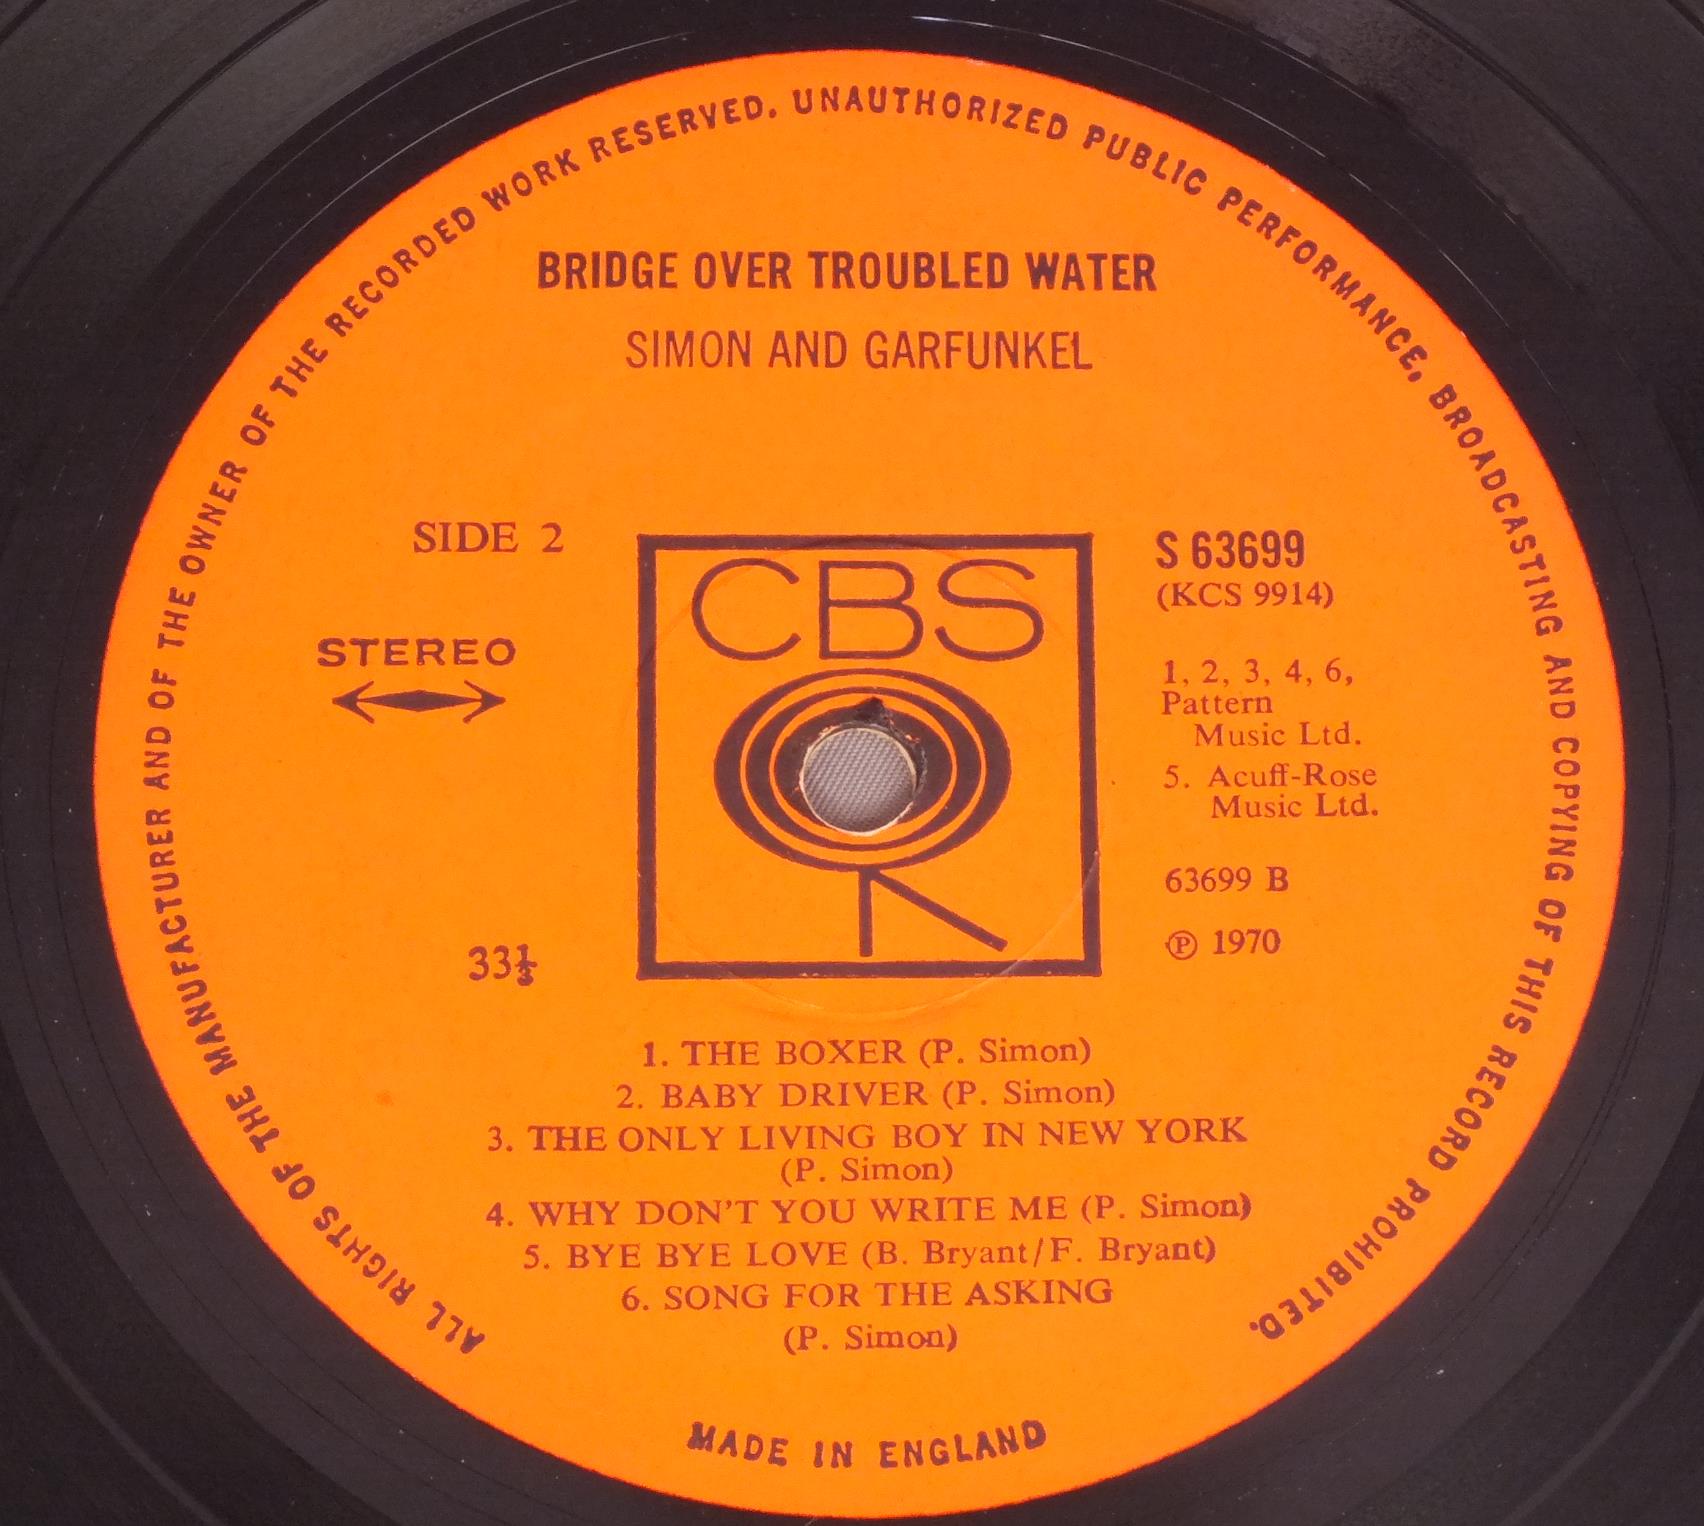 ALL RIGHTS OF THE MANUFACTURER AND OF THE OWNER OF THE RECORDED WORK RESERVED. UNAUTHORIZED PUBLIC PERFORMANCE, BROADCASTING AND COPYING OF THIS RECORD PROHIBITED.
BRIDGE OVER TROUBLED WATER
SIMON AND GARFUNKEL
SIDE 2
STEREO
33⅓
CBS
S 63699
(KCS 9914)
1, 2, 3, 4, 6,
Pattern
Music Ltd.
5. Acuff-Rose
Music Ltd.
63699 B
℗ 1970
1. THE BOXER (P. Simon)
2. BABY DRIVER (P. Simon)
3. THE ONLY LIVING BOY IN NEW YORK
(P. Simon)
4. WHY DON'T YOU WRITE ME (P. Simon)
5. BYE BYE LOVE (B. Bryant/F. Bryant)
6. SONG FOR THE ASKING
(P. Simon)
MADE IN ENGLAND